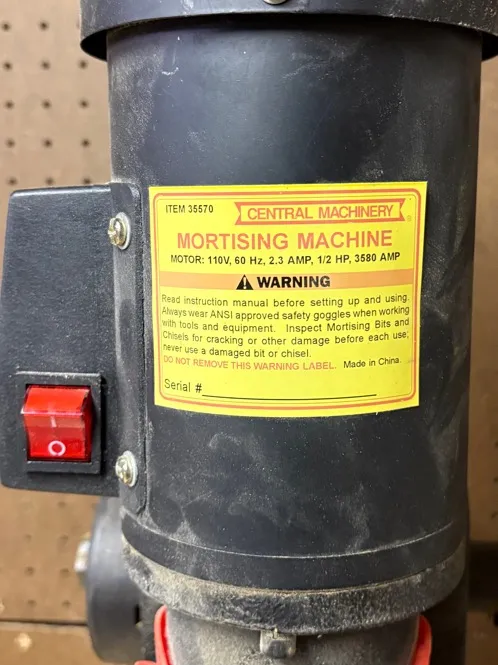 ITEM 35570 CENTRAL MACHINERY®
MORTISING MACHINE
MOTOR: 110V, 60 Hz, 2.3 AMP, 1/2 HP, 3580 AMP
WARNING
Read instruction manual before setting up and using.
Always wear ANSI approved safety goggles when working
with tools and equipment. Inspect Mortising Bits and
Chisels for cracking or other damage before each use;
never use a damaged bit or chisel.
DO NOT REMOVE THIS WARNING LABEL. Made in China.
Serial #